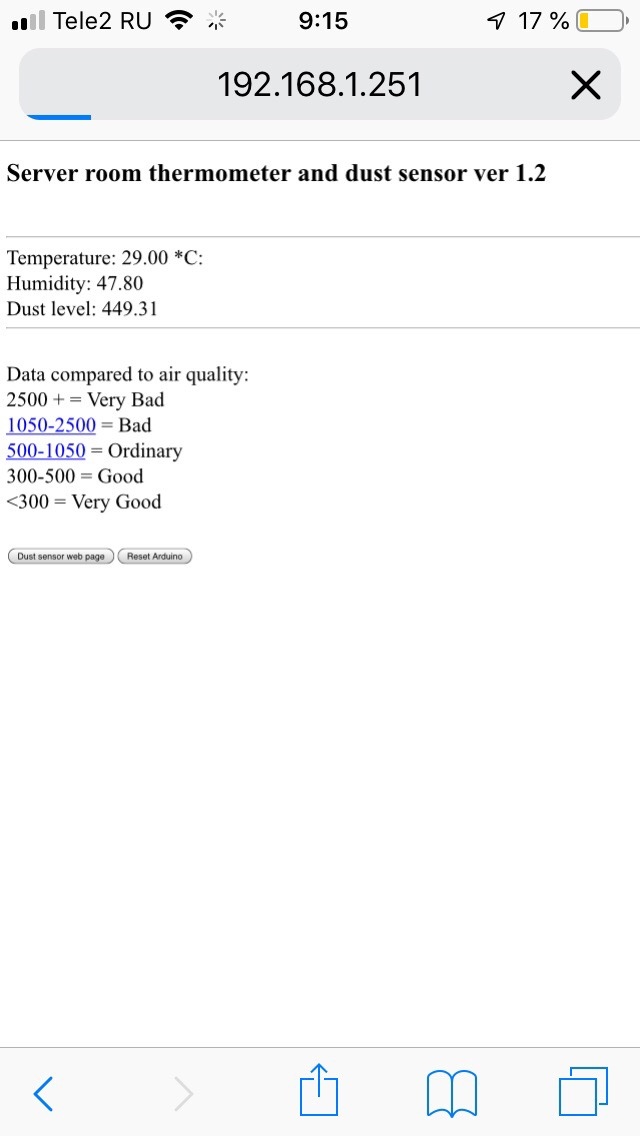 Tele2 RU 9:15 17 %
192.168.1.251
Server room thermometer and dust sensor ver 1.2
Temperature: 29.00 *C:
Humidity: 47.80
Dust level: 449.31
Data compared to air quality:
2500 + = Very Bad
1050-2500 = Bad
500-1050 = Ordinary
300-500 = Good
<300 = Very Good
Dust sensor web page Reset Arduino